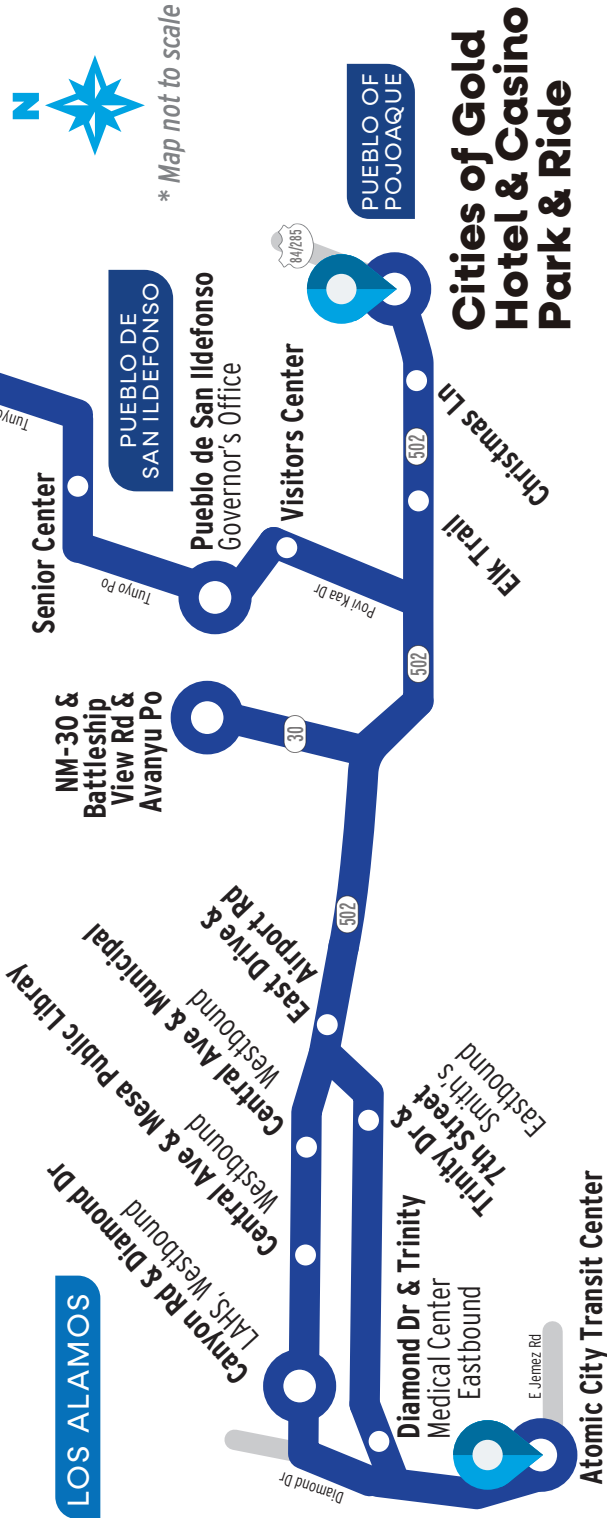 LOS ALAMOS
Canyon Rd & Diamond Dr
LAHS, Westbound
Central Ave & Mesa Public Libray
Westbound
Central Ave & Municipal
Westbound
East Drive &
Airport Rd
NM-30 &
Battleship
View Rd &
Avanyu Po
Senior Center
PUEBLO DE
SAN ILDEFONSO
Pueblo de San Ildefonso
Governor's Office
Visitors Center
N
* Map not to scale
PUEBLO OF
POJOAQUE
84/285
Cities of Gold
Hotel & Casino
Park & Ride
Tunyo
Tunyo Po
Povi Kaa Dr
30
502
502
502
Christmas Ln
Elk Trail
Trinity Dr &
7th Street
Smith's
Eastbound
Diamond Dr & Trinity
Medical Center
Eastbound
Diamond Dr
E Jemez Rd
Atomic City Transit Center